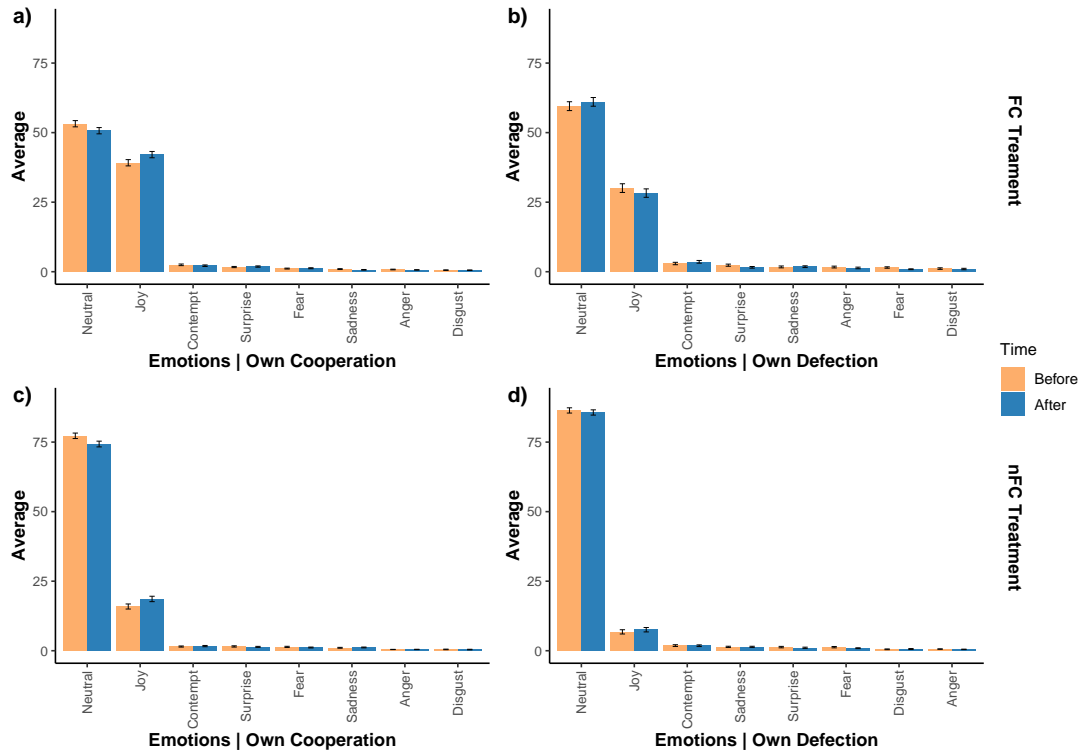 a)
Average
75
50
25
0
Neutral
Joy
Contempt
Surprise
Fear
Sadness
Anger
Disgust
Emotions | Own Cooperation
b)
Average
75
50
25
0
Neutral
Joy
Contempt
Surprise
Sadness
Anger
Fear
Disgust
Emotions | Own Defection
FC Treament
Time
Before
After
c)
Average
75
50
25
0
Neutral
Joy
Contempt
Surprise
Fear
Sadness
Anger
Disgust
Emotions | Own Cooperation
d)
Average
75
50
25
0
Neutral
Joy
Contempt
Sadness
Surprise
Fear
Disgust
Anger
Emotions | Own Defection
nFC Treatment